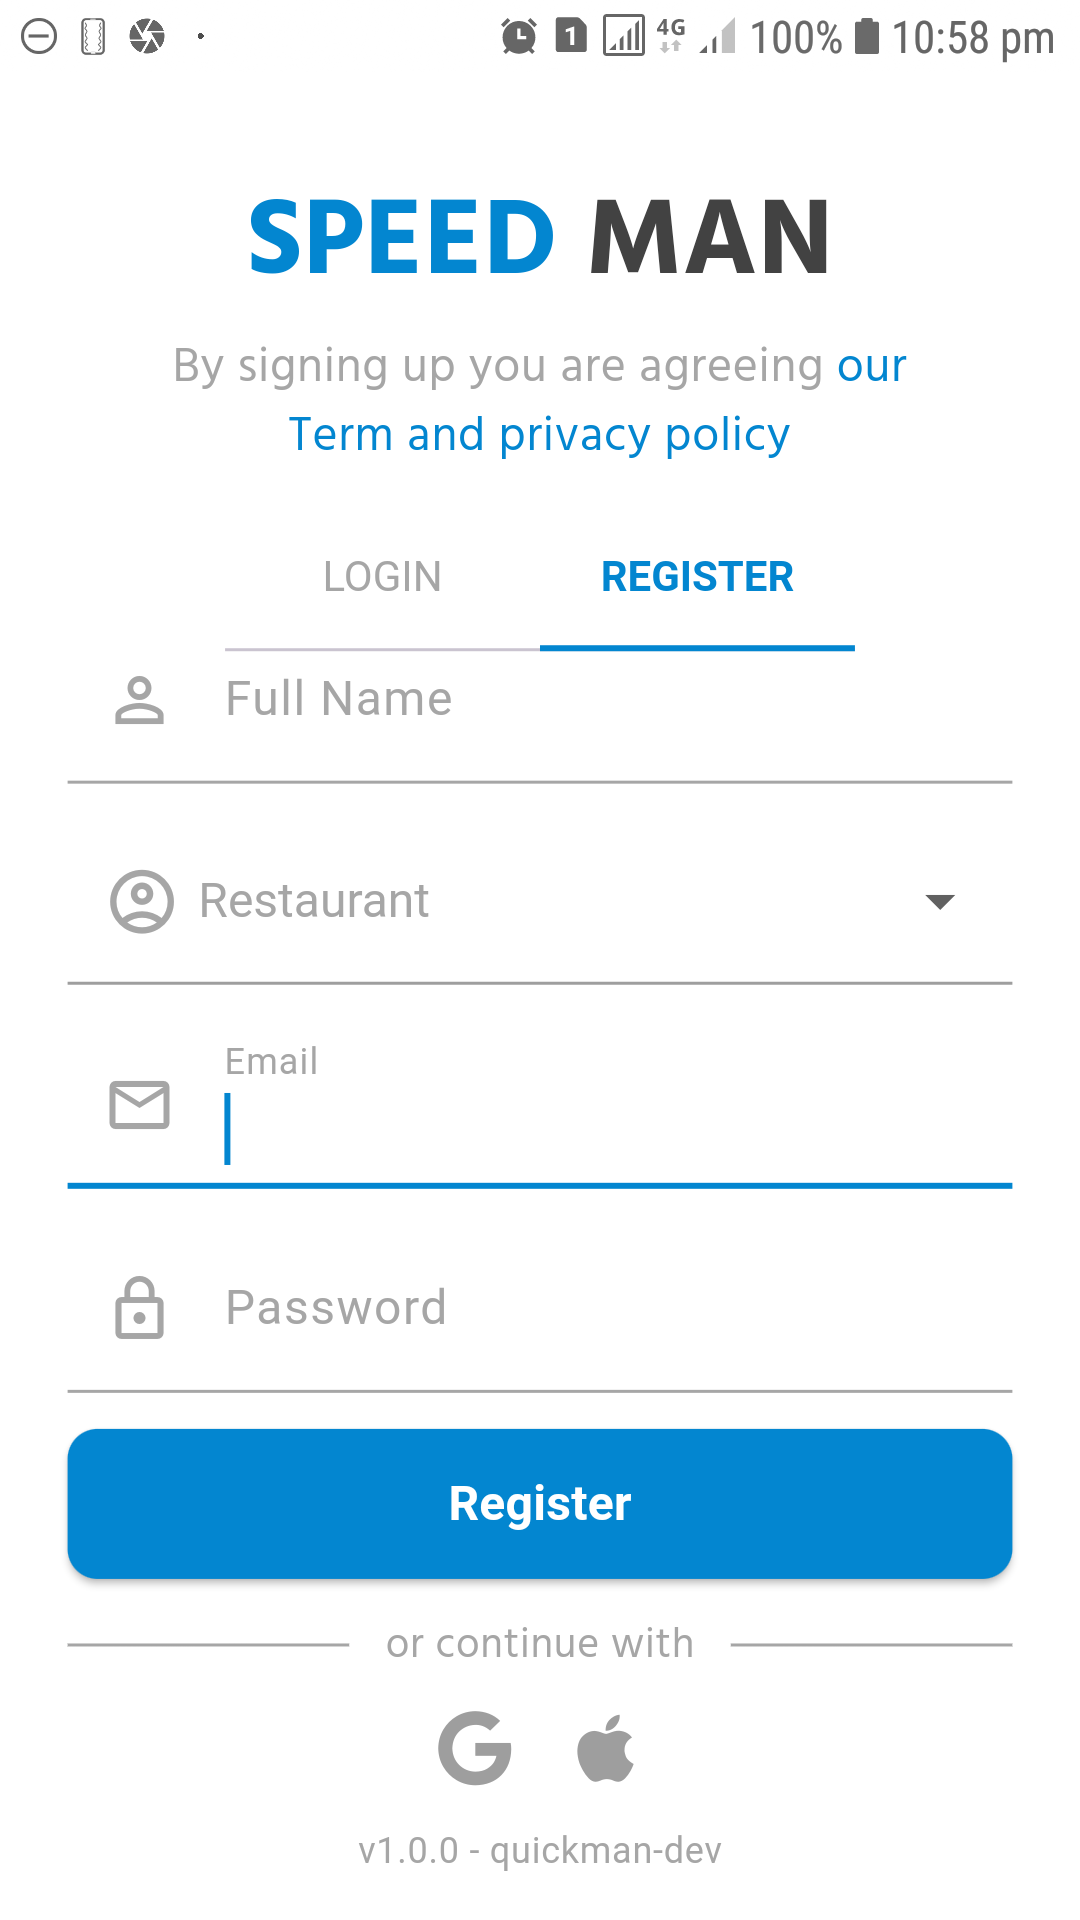 1 4G 100% 10:58 pm
SPEED MAN
By signing up you are agreeing our
Term and privacy policy
LOGIN REGISTER
Full Name
Restaurant
Email
Password
Register
or continue with
v1.0.0 - quickman-dev